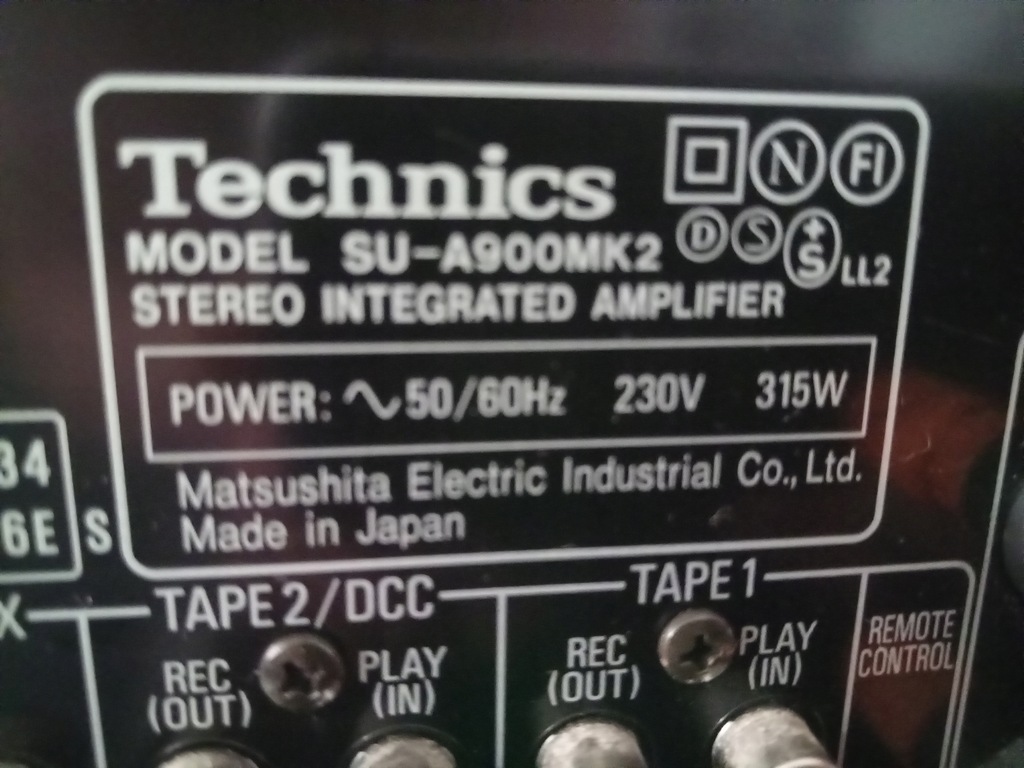 Technics
N FI
MODEL SU-A900MK2
D S +S LL2
STEREO INTEGRATED AMPLIFIER
POWER: ∿50/60Hz 230V 315W
Matsushita Electric Industrial Co., Ltd.
Made in Japan
34
6E S
X TAPE 2/DCC TAPE 1
REC (OUT) PLAY (IN) REC (OUT) PLAY (IN) REMOTE CONTROL